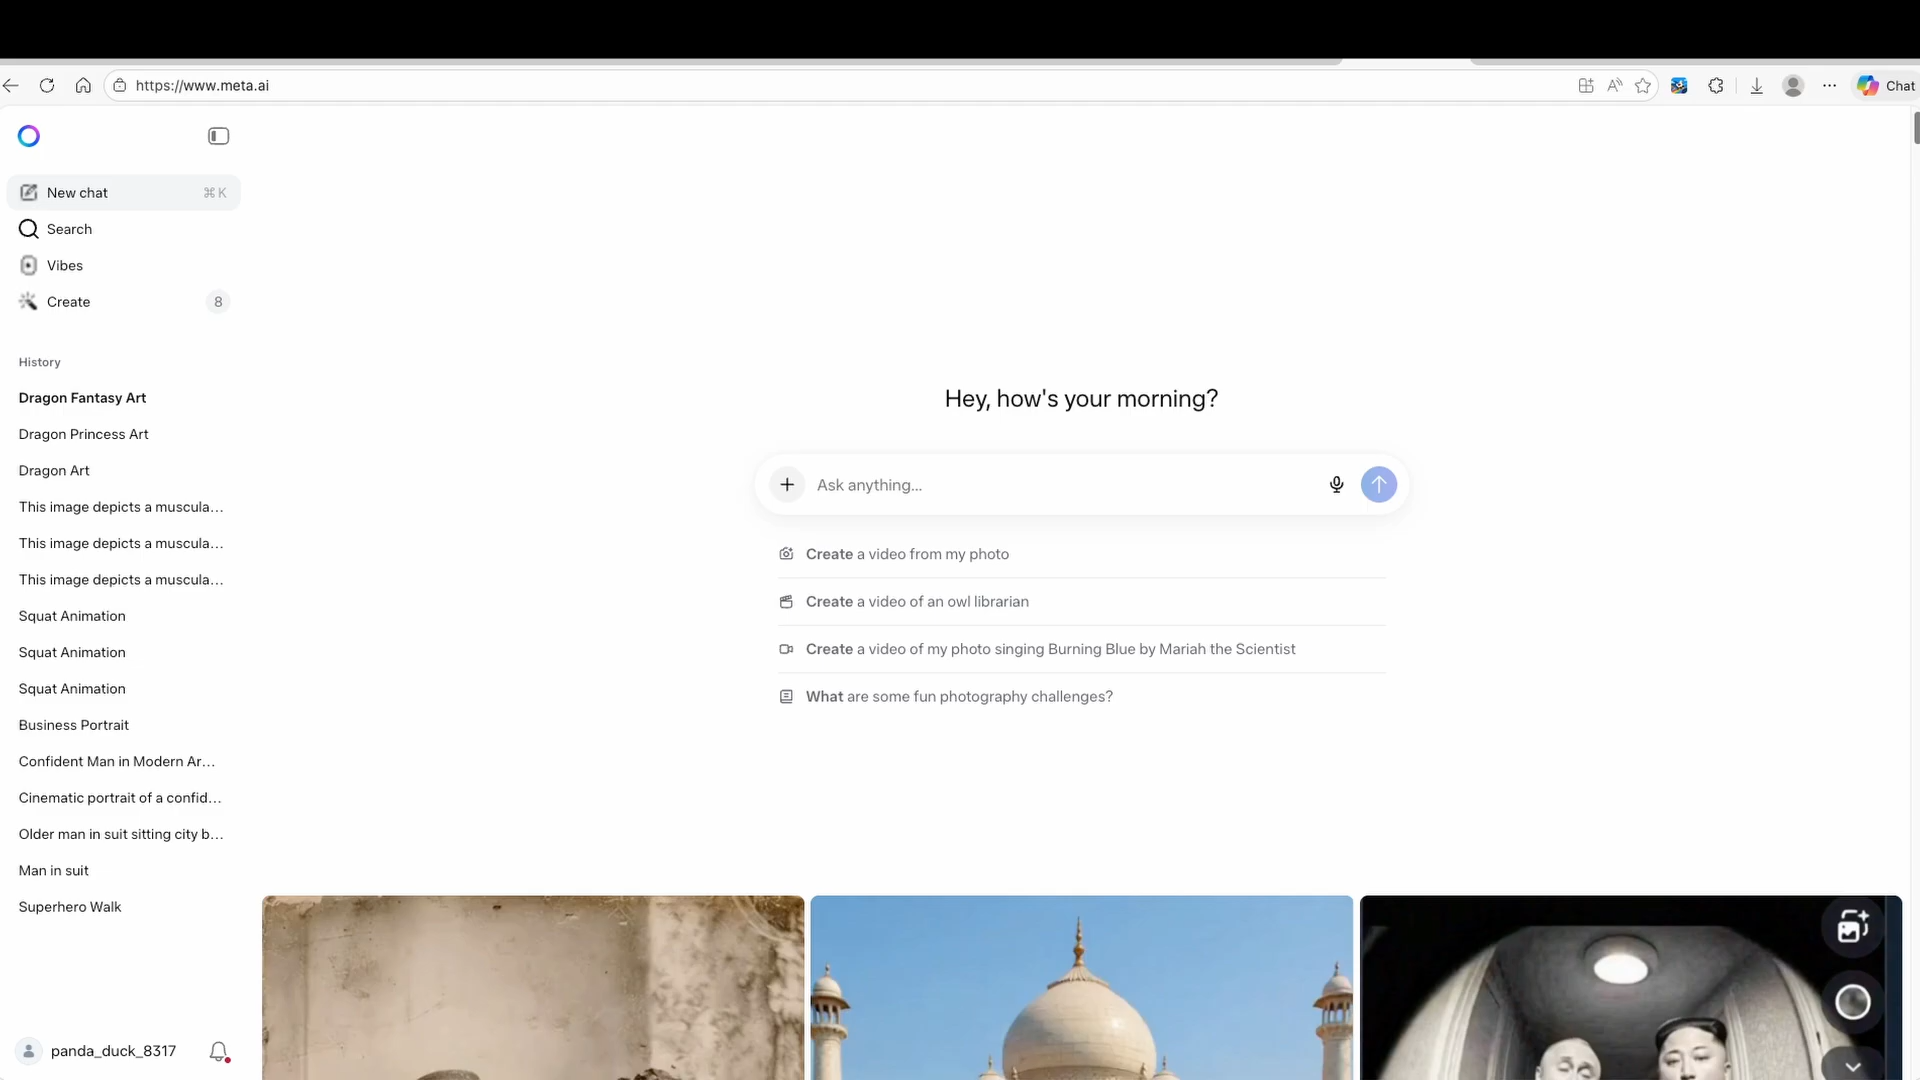 https://www.meta.ai
Chat
New chat
⌘ K
Search
Vibes
Create
8
History
Dragon Fantasy Art
Dragon Princess Art
Dragon Art
This image depicts a muscula...
This image depicts a muscula...
This image depicts a muscula...
Squat Animation
Squat Animation
Squat Animation
Business Portrait
Confident Man in Modern Ar...
Cinematic portrait of a confid...
Older man in suit sitting city b...
Man in suit
Superhero Walk
panda_duck_8317
Hey, how's your morning?
Ask anything...
Create a video from my photo
Create a video of an owl librarian
Create a video of my photo singing Burning Blue by Mariah the Scientist
What are some fun photography challenges?